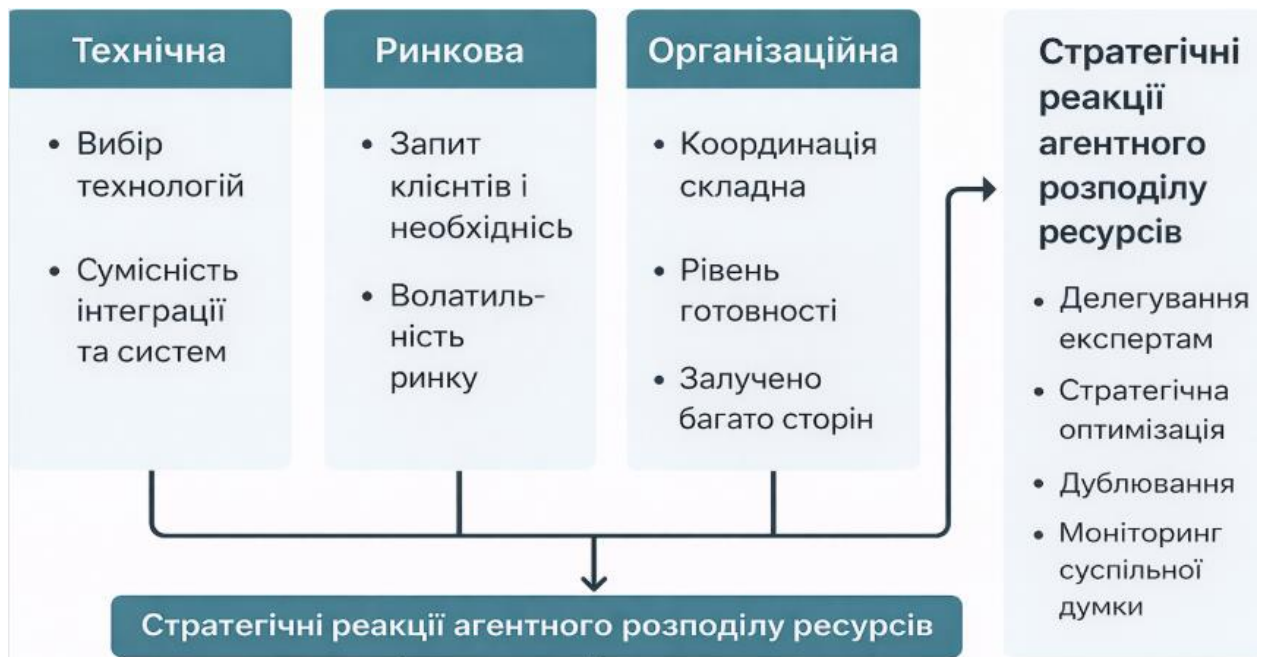 Технічна
• Вибір
технологій
• Сумісність
інтеграції
та систем
Ринкова
• Запит
клієнтів і
необхіднісь
• Волатиль-
ність
ринку
Організаційна
• Координація
складна
• Рівень
готовності
• Залучено
багато сторін
Стратегічні
реакції
агентного
розподілу
ресурсів
• Делегування
експертам
• Стратегічна
оптимізація
• Дублювання
• Моніторинг
суспільної
думки
Стратегічні реакції агентного розподілу ресурсів